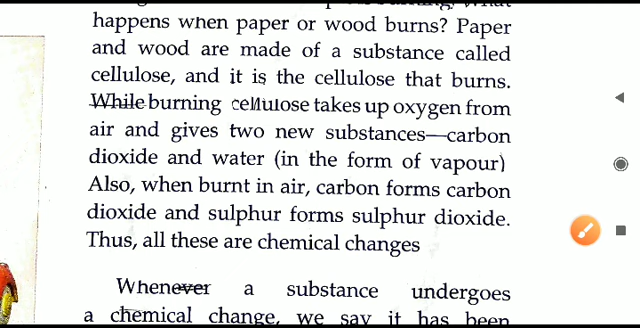 happens when paper or wood burns? Paper
and wood are made of a substance called
cellulose, and it is the cellulose that burns.
While burning cellulose takes up oxygen from
air and gives two new substances—carbon
dioxide and water (in the form of vapour)
Also, when burnt in air, carbon forms carbon
dioxide and sulphur forms sulphur dioxide.
Thus, all these are chemical changes
Whenever a substance undergoes
a chemical change, we say it has been